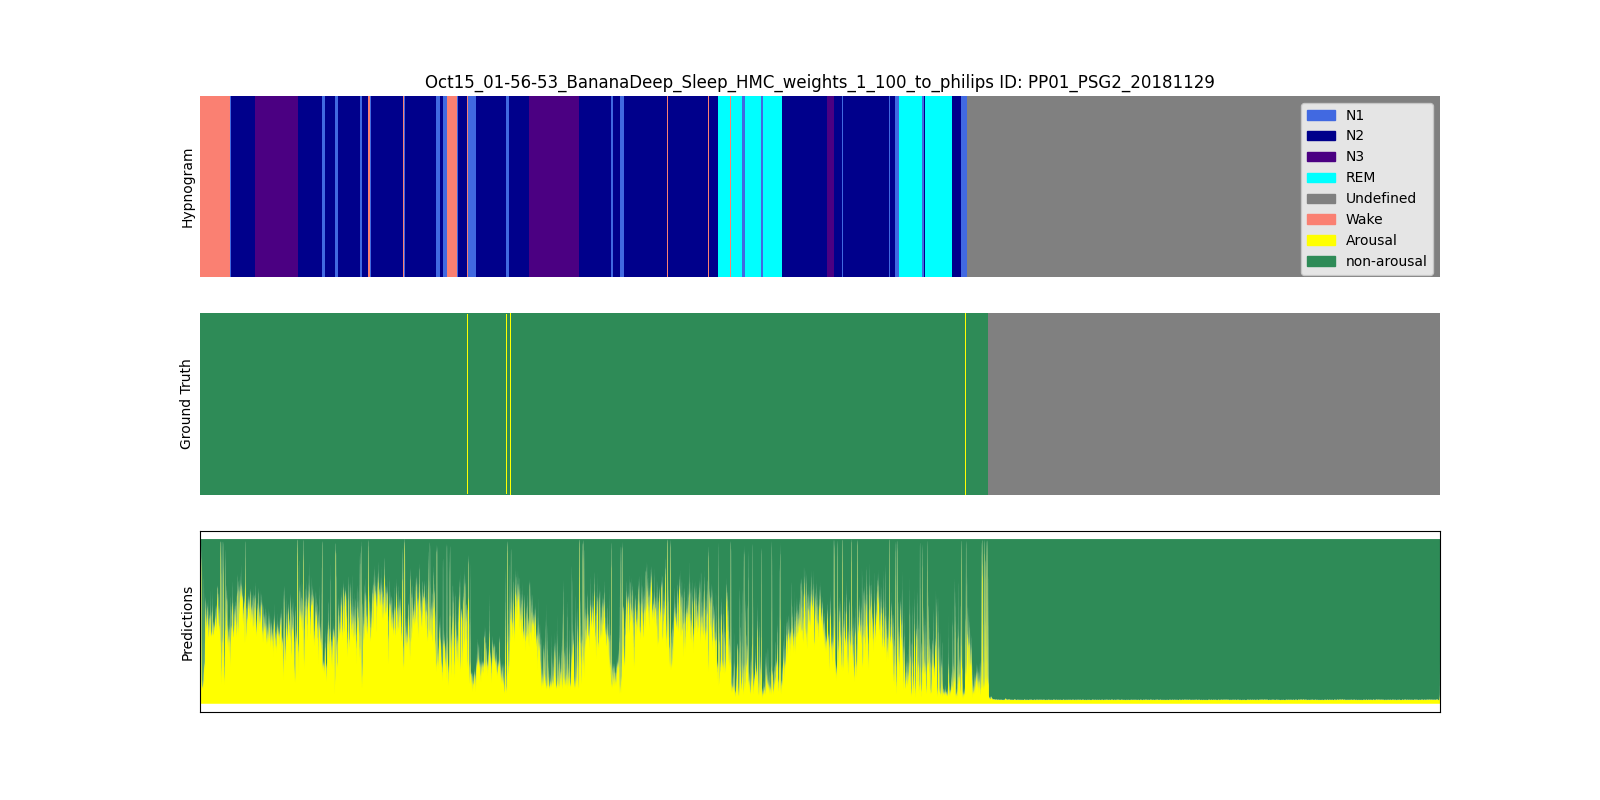 Oct15_01-56-53_BananaDeep_Sleep_HMC_weights_1_100_to_philips ID: PP01_PSG2_20181129
Hypnogram
N1
N2
N3
REM
Undefined
Wake
Arousal
non-arousal
Ground Truth
Predictions